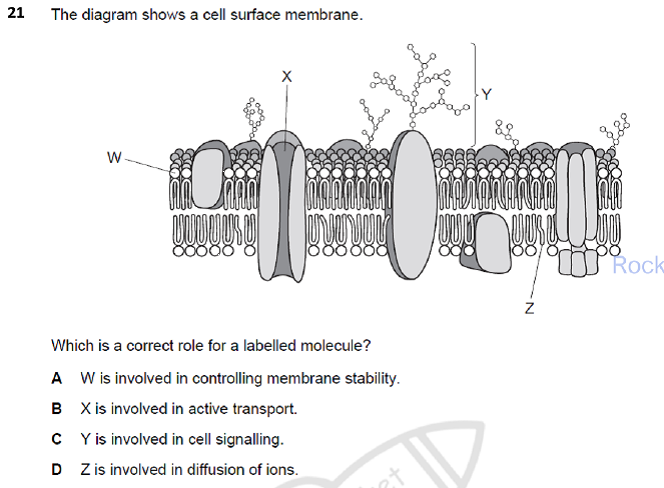 21 The diagram shows a cell surface membrane.
X
Y
W
Rock
Z
Which is a correct role for a labelled molecule?
A W is involved in controlling membrane stability.
B X is involved in active transport.
C Y is involved in cell signalling.
D Z is involved in diffusion of ions.